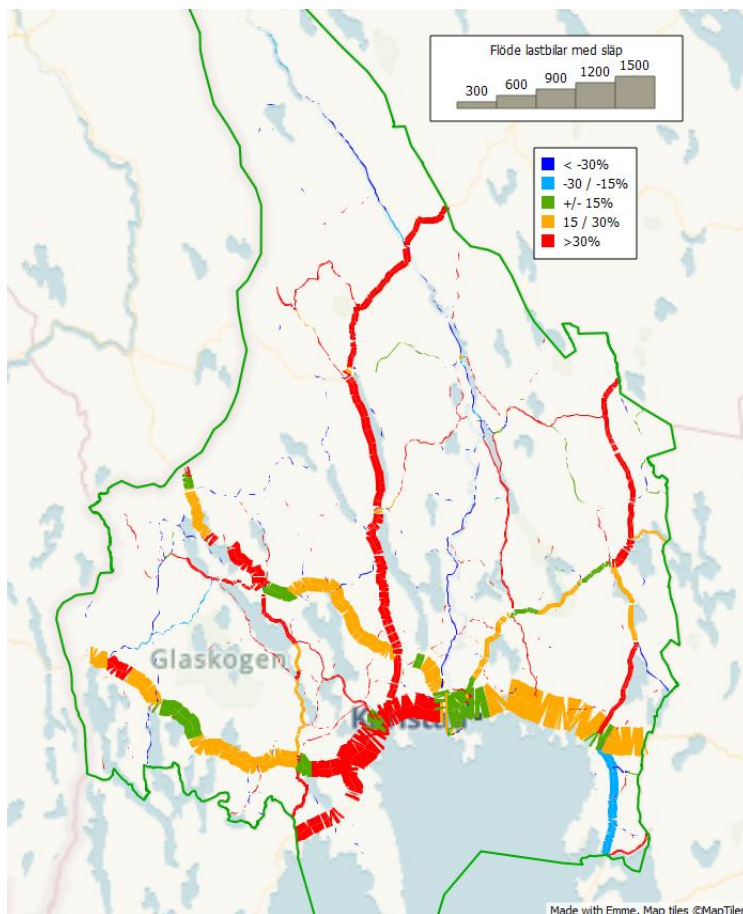 Flöde lastbilar med släp
300 600 900 1200 1500
< -30%
-30 / -15%
+/- 15%
15 / 30%
>30%
Glaskogen
Made with Emme, Map tiles ©MapTiler